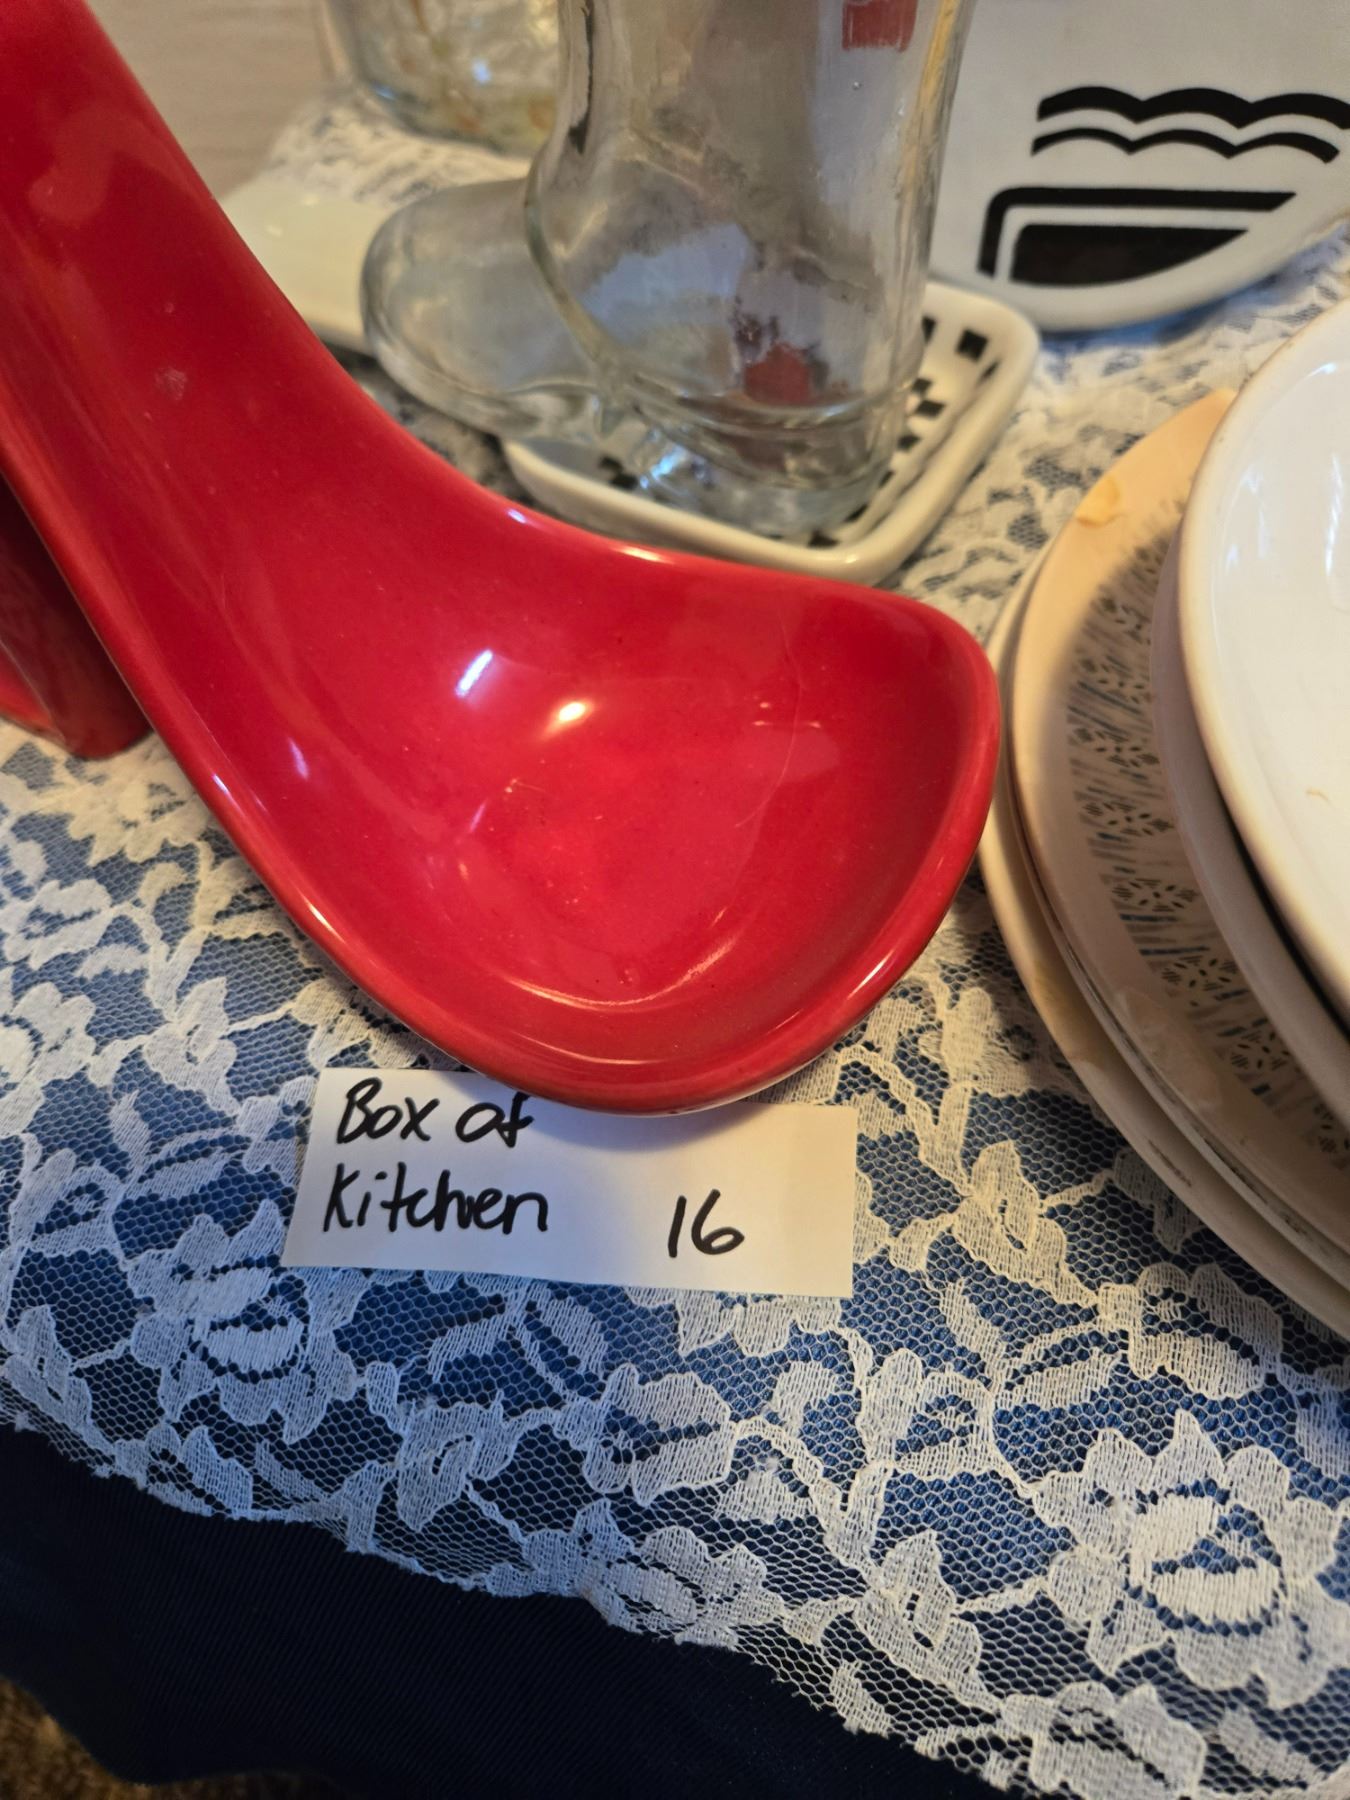 Box of
Kitchen 16